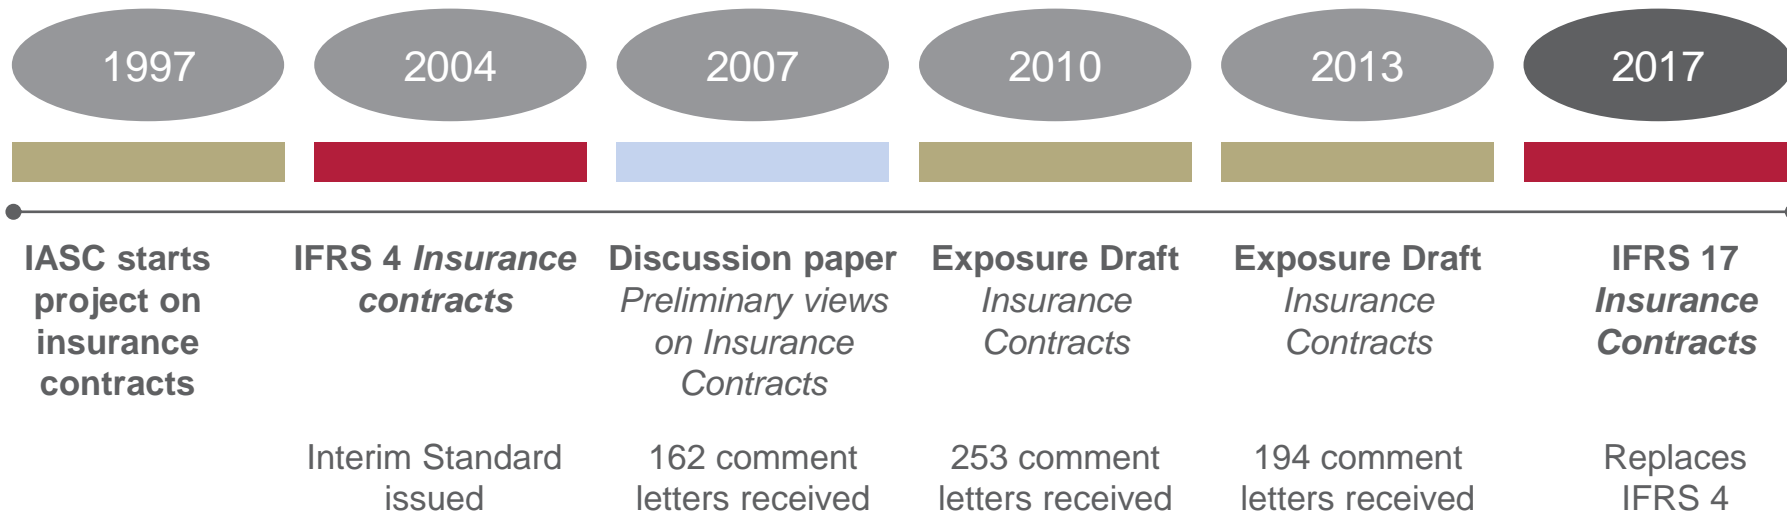 1997
2004
2007
2010
2013
2017
IASC starts
project on
insurance
contracts
IFRS 4 Insurance
contracts
Interim Standard
issued
Discussion paper
Preliminary views
on Insurance
Contracts
162 comment
letters received
Exposure Draft
Insurance
Contracts
253 comment
letters received
Exposure Draft
Insurance
Contracts
194 comment
letters received
IFRS 17
Insurance
Contracts
Replaces
IFRS 4